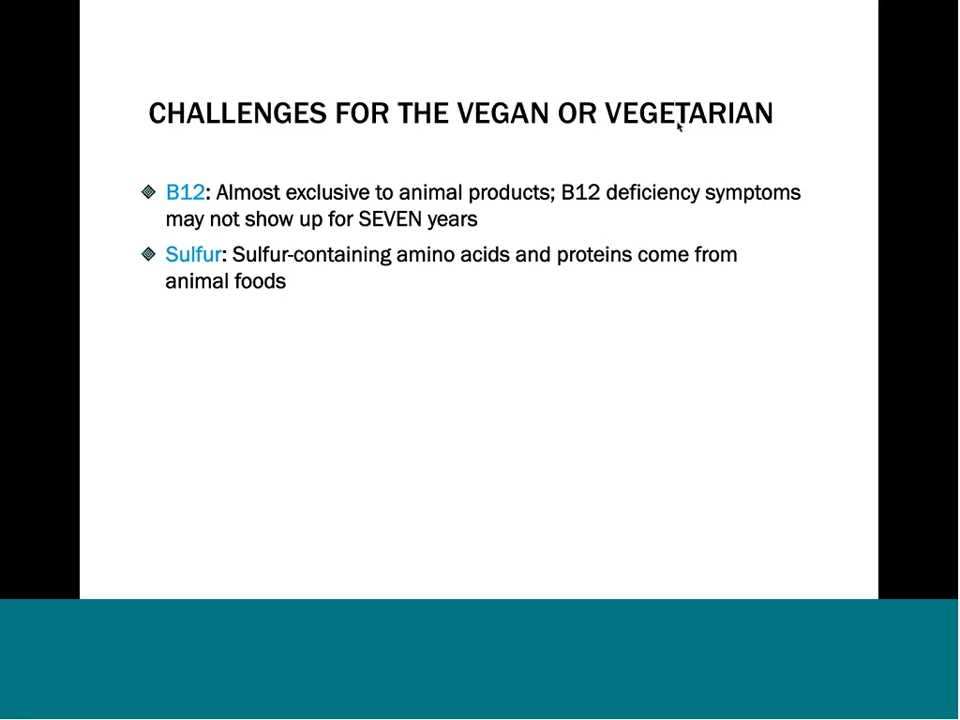 CHALLENGES FOR THE VEGAN OR VEGETARIAN
B12: Almost exclusive to animal products; B12 deficiency symptoms
may not show up for SEVEN years
Sulfur: Sulfur-containing amino acids and proteins come from
animal foods